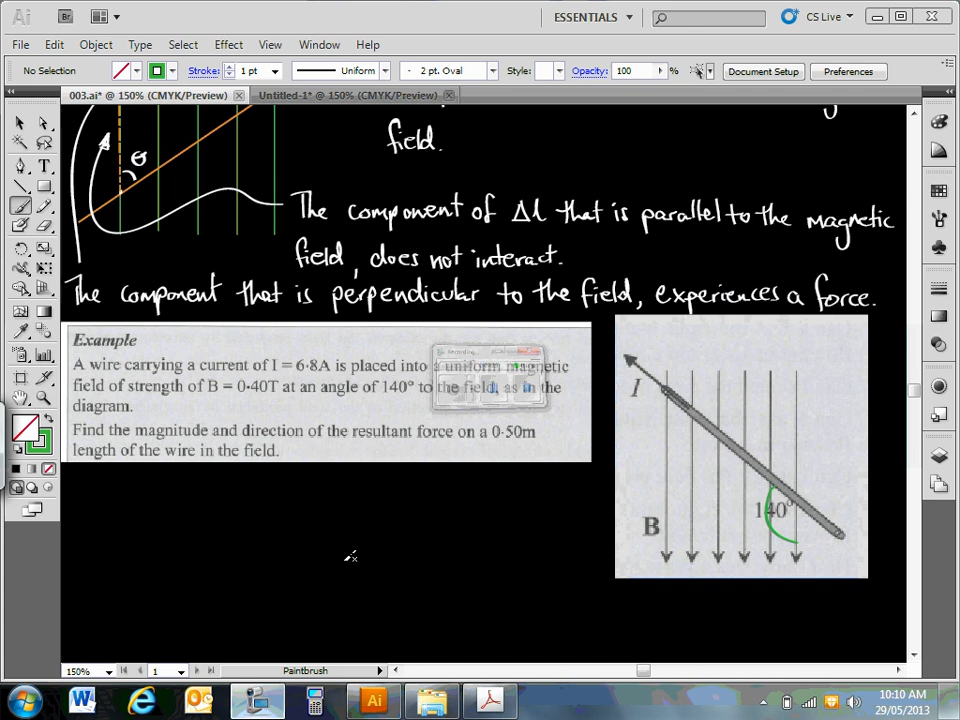 Ai Br ESSENTIALS CS Live
File Edit Object Type Select Effect View Window Help
No Selection Stroke: 1 pt Uniform 2 pt. Oval Style: Opacity: 100 % Document Setup Preferences
003.ai* @ 150% (CMYK/Preview) Untitled-1* @ 150% (CMYK/Preview)
field.
θ
The component of Δl that is parallel to the magnetic
field, does not interact.
The component that is perpendicular to the field, experiences a force.
Example
A wire carrying a current of I = 6·8A is placed into a uniform magnetic
field of strength of B = 0·40T at an angle of 140° to the field, as in the
diagram.
Find the magnitude and direction of the resultant force on a 0·50m
length of the wire in the field.
I
140°
B
150% 1 Paintbrush
10:10 AM
29/05/2013